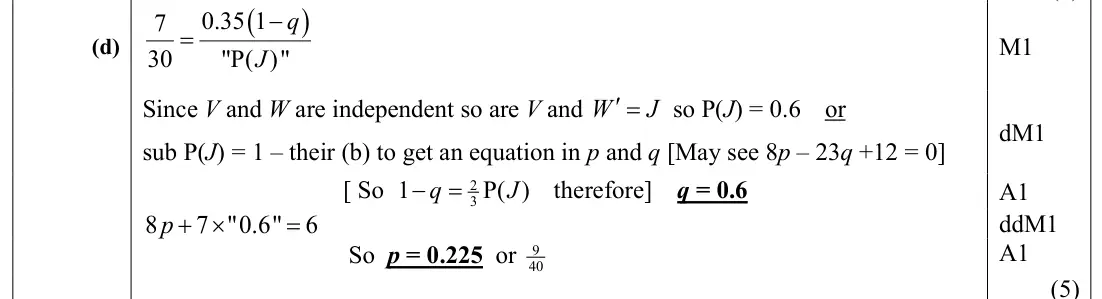 (d) 7/30 = 0.35(1 − q)/"P(J)" M1
Since V and W are independent so are V and W′ = J so P(J) = 0.6 or
dM1
sub P(J) = 1 – their (b) to get an equation in p and q [May see 8p – 23q +12 = 0]
[ So 1 − q = 2/3 P(J) therefore] q = 0.6 A1
8p + 7 × "0.6" = 6 ddM1
So p = 0.225 or 9/40 A1
(5)